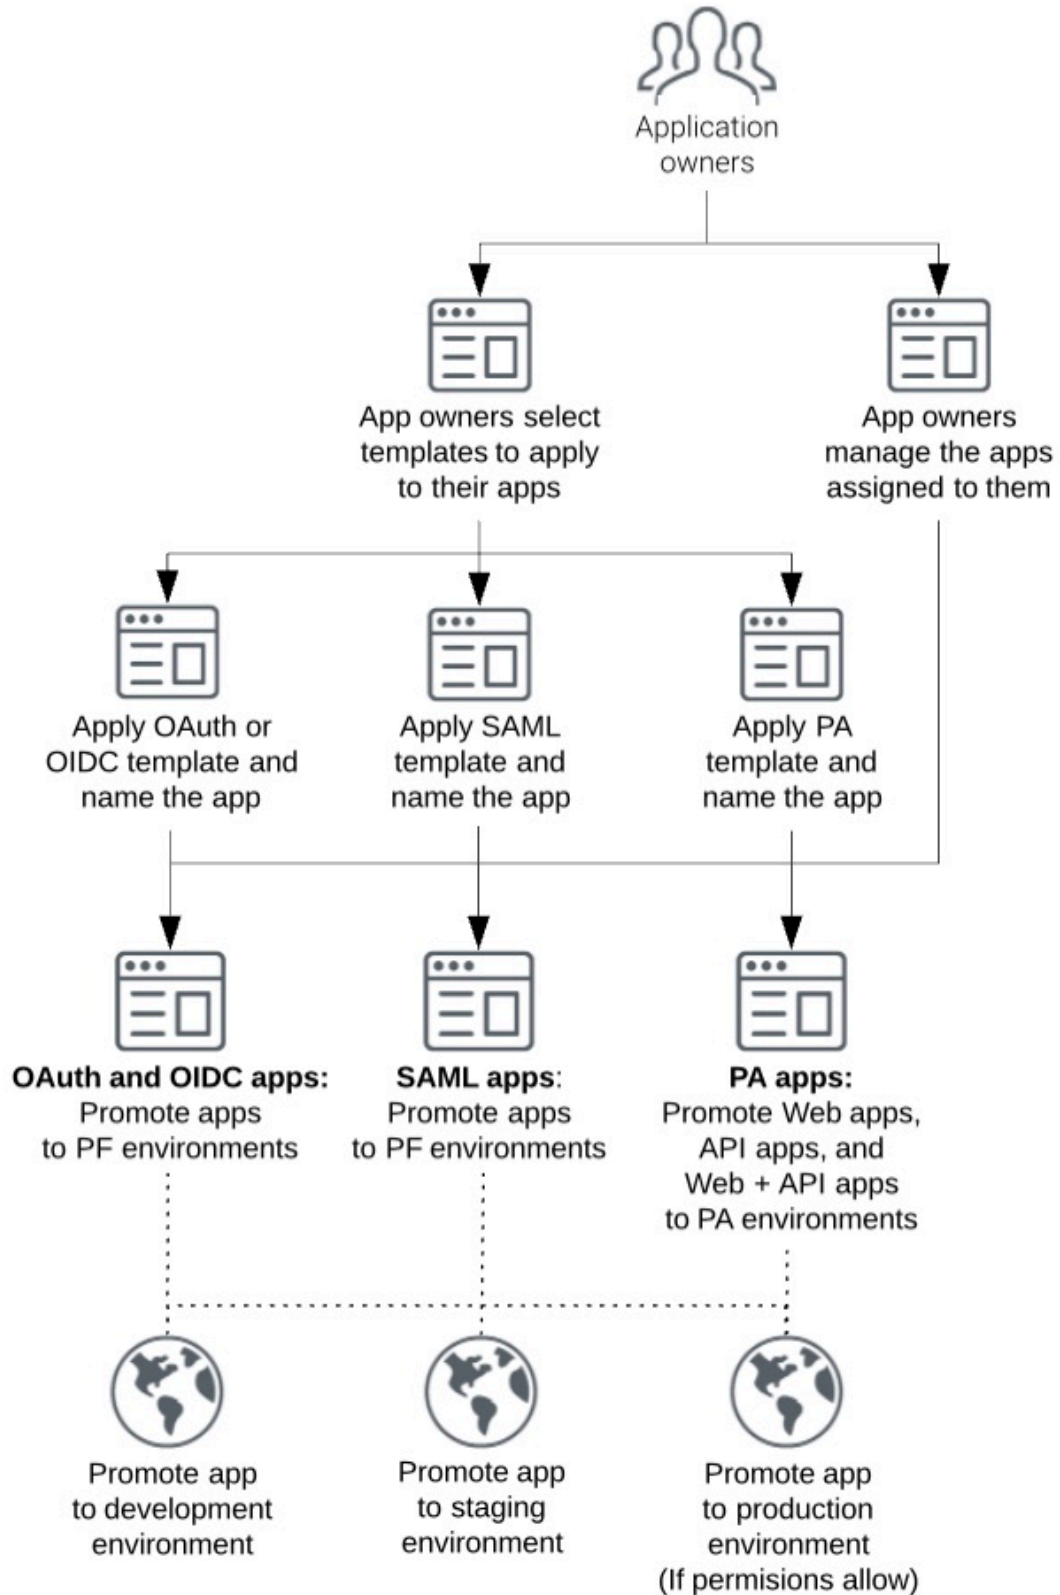 Application
owners
App owners select
templates to apply
to their apps
App owners
manage the apps
assigned to them
Apply OAuth or
OIDC template and
name the app
Apply SAML
template and
name the app
Apply PA
template and
name the app
OAuth and OIDC apps:
Promote apps
to PF environments
SAML apps:
Promote apps
to PF environments
PA apps:
Promote Web apps,
API apps, and
Web + API apps
to PA environments
Promote app
to development
environment
Promote app
to staging
environment
Promote app
to production
environment
(If permisions allow)